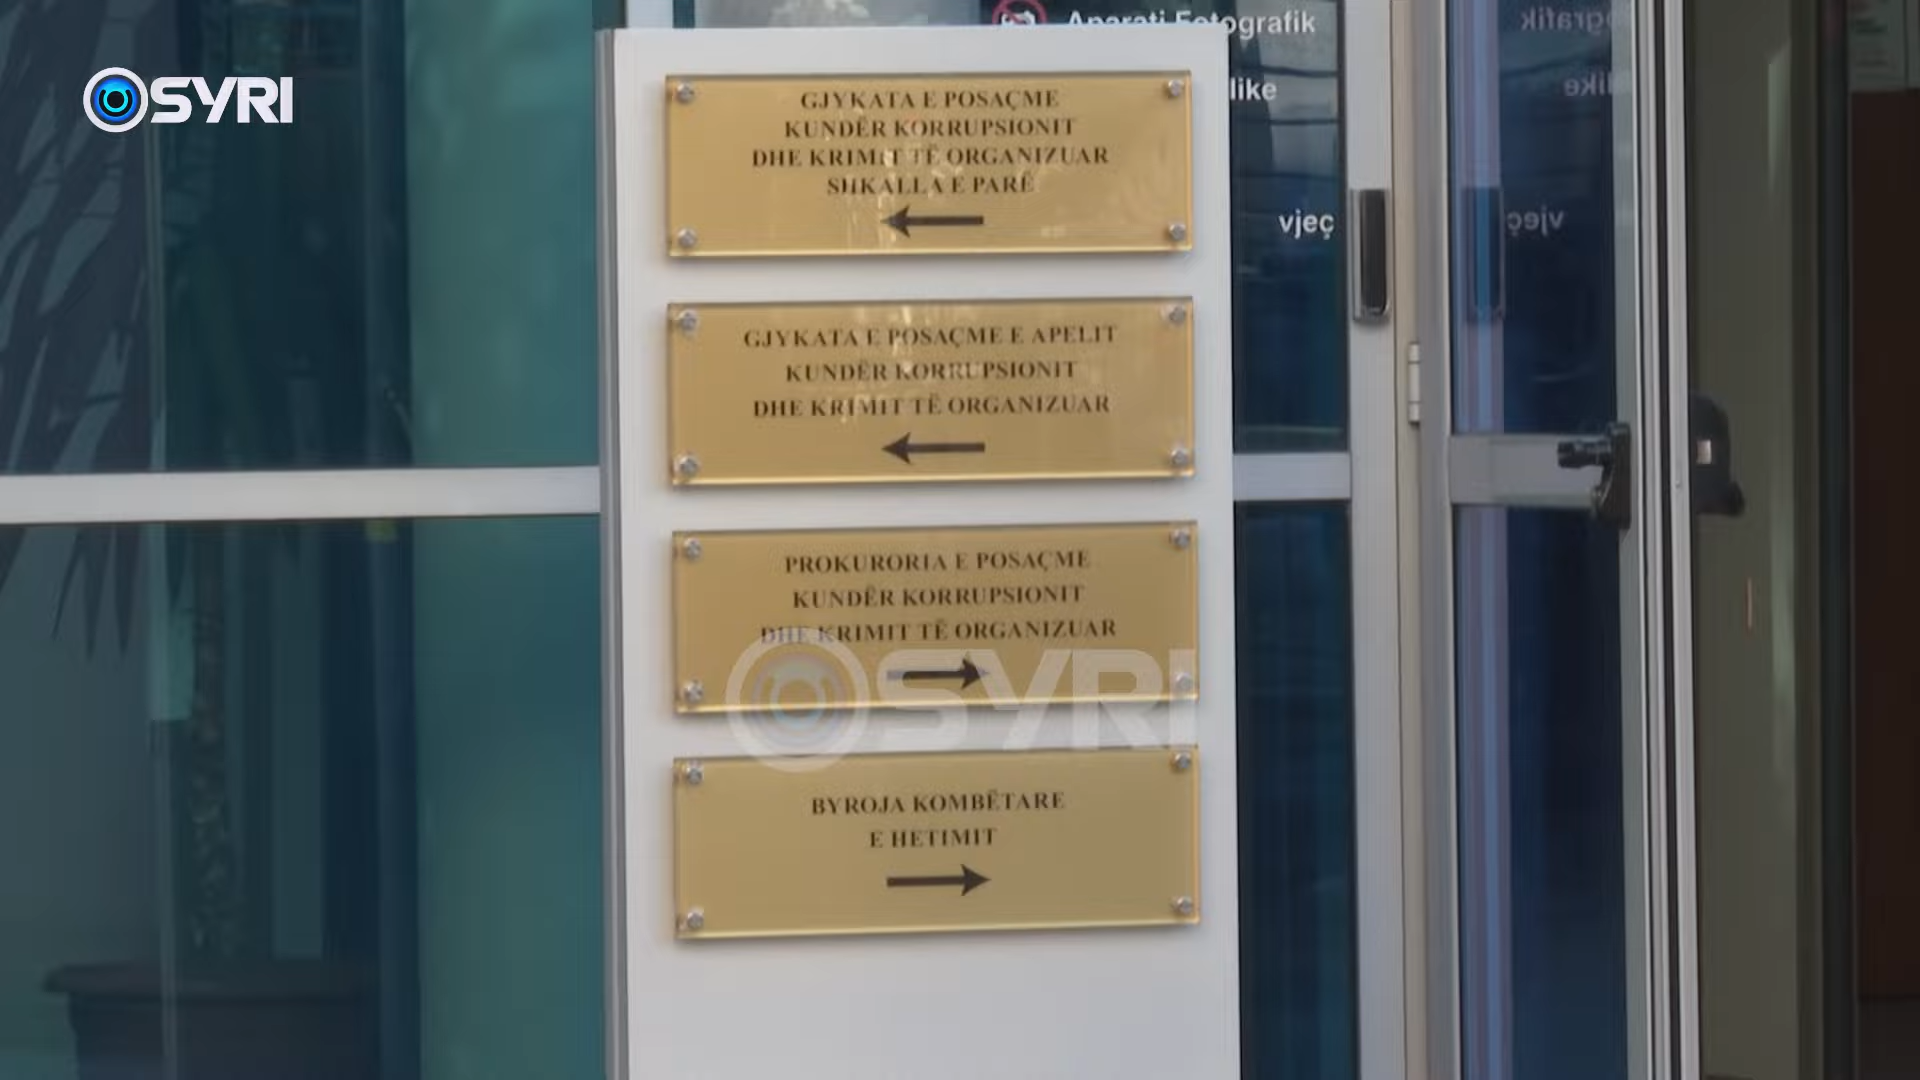 SYRI
Aparati Fotografik
GJYKATA E POSAÇME
KUNDËR KORRUPSIONIT
DHE KRIMIT TË ORGANIZUAR
SHKALLA E PARË
vjeç
GJYKATA E POSAÇME E APELIT
KUNDËR KORRUPSIONIT
DHE KRIMIT TË ORGANIZUAR
PROKURORIA E POSAÇME
KUNDËR KORRUPSIONIT
DHE KRIMIT TË ORGANIZUAR
SYRI
BYROJA KOMBËTARE
E HETIMIT